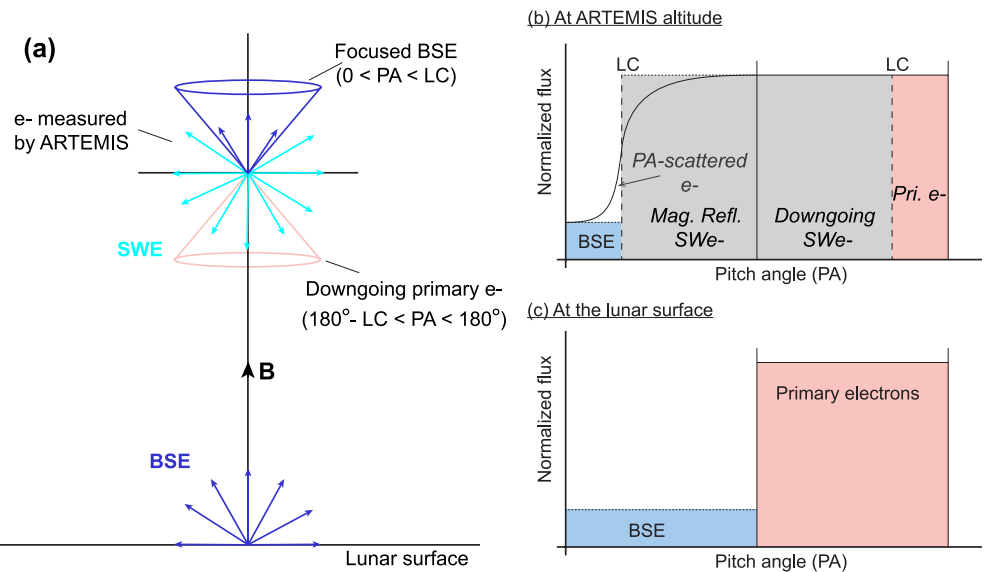 (a)
Focused BSE
(0 < PA < LC)
e- measured
by ARTEMIS
SWE
Downgoing primary e-
(180°- LC < PA < 180°)
B
BSE
Lunar surface
(b) At ARTEMIS altitude
LC
LC
Normalized flux
PA-scattered
e-
Mag. Refl.
SWe-
Downgoing
SWe-
Pri. e-
BSE
Pitch angle (PA)
(c) At the lunar surface
Normalized flux
Primary electrons
BSE
Pitch angle (PA)